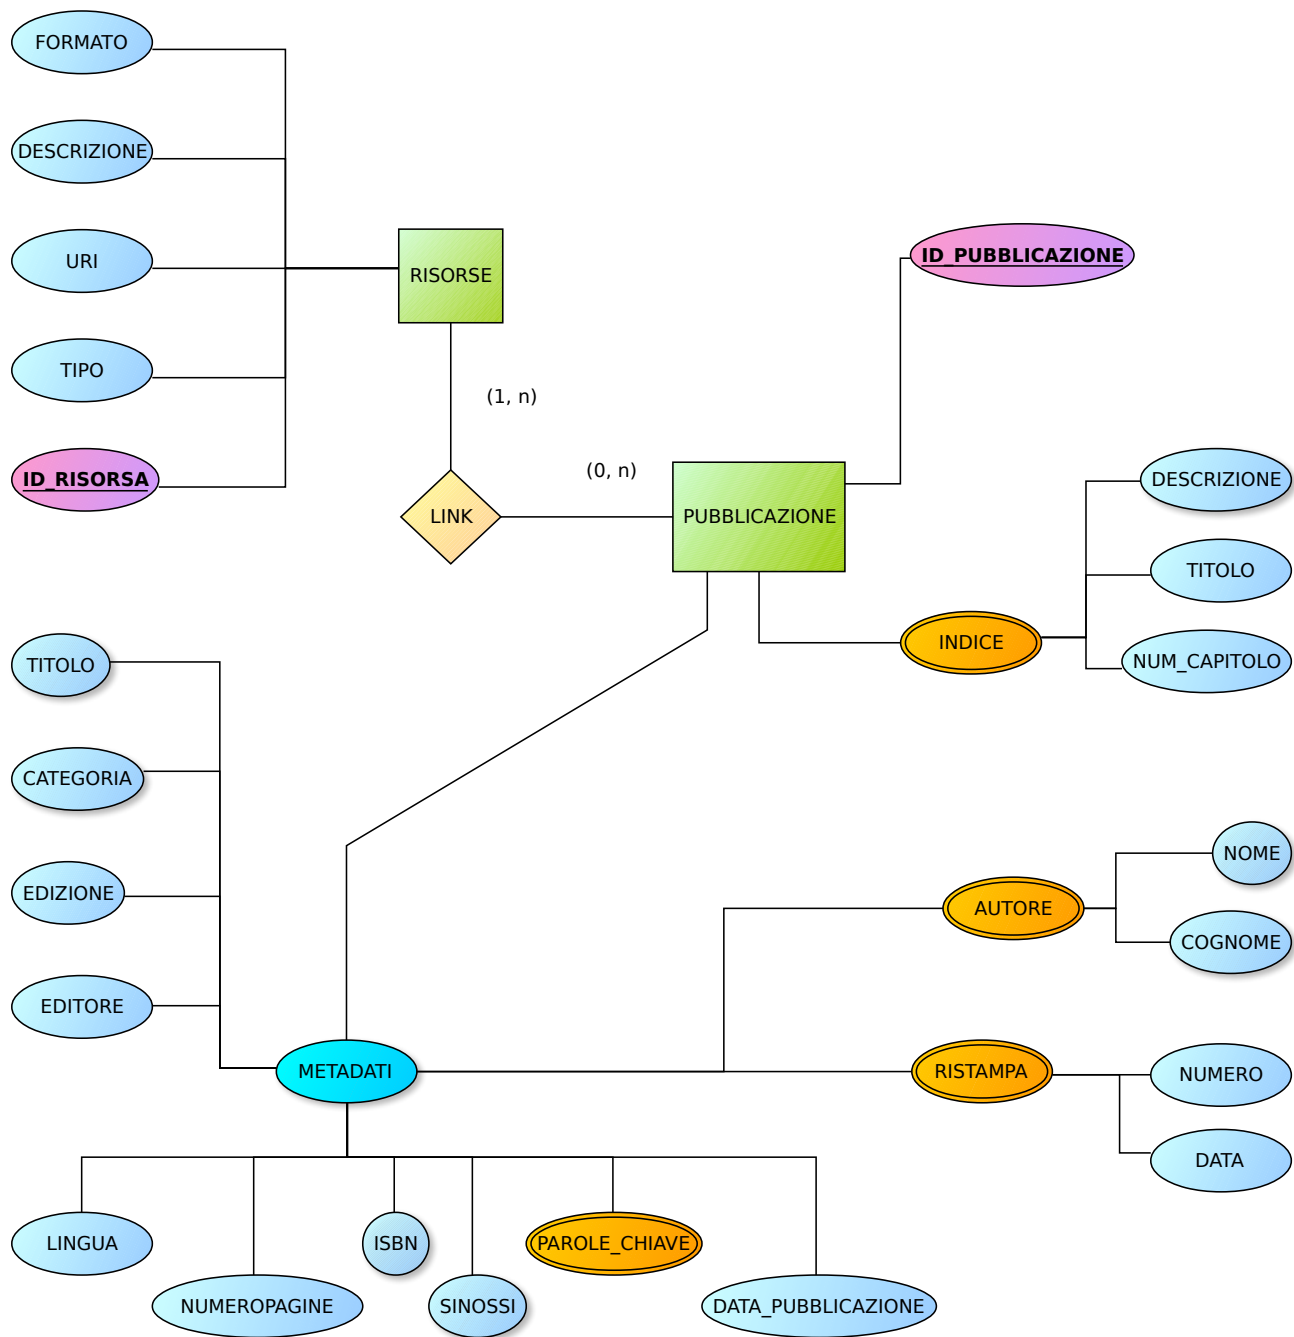 FORMATO
DESCRIZIONE
URI
TIPO
ID_RISORSA
RISORSE
(1, n)
LINK
(0, n)
PUBBLICAZIONE
ID_PUBBLICAZIONE
DESCRIZIONE
TITOLO
NUM_CAPITOLO
INDICE
TITOLO
CATEGORIA
EDIZIONE
EDITORE
METADATI
AUTORE
NOME
COGNOME
RISTAMPA
NUMERO
DATA
LINGUA
NUMEROPAGINE
ISBN
SINOSSI
PAROLE_CHIAVE
DATA_PUBBLICAZIONE